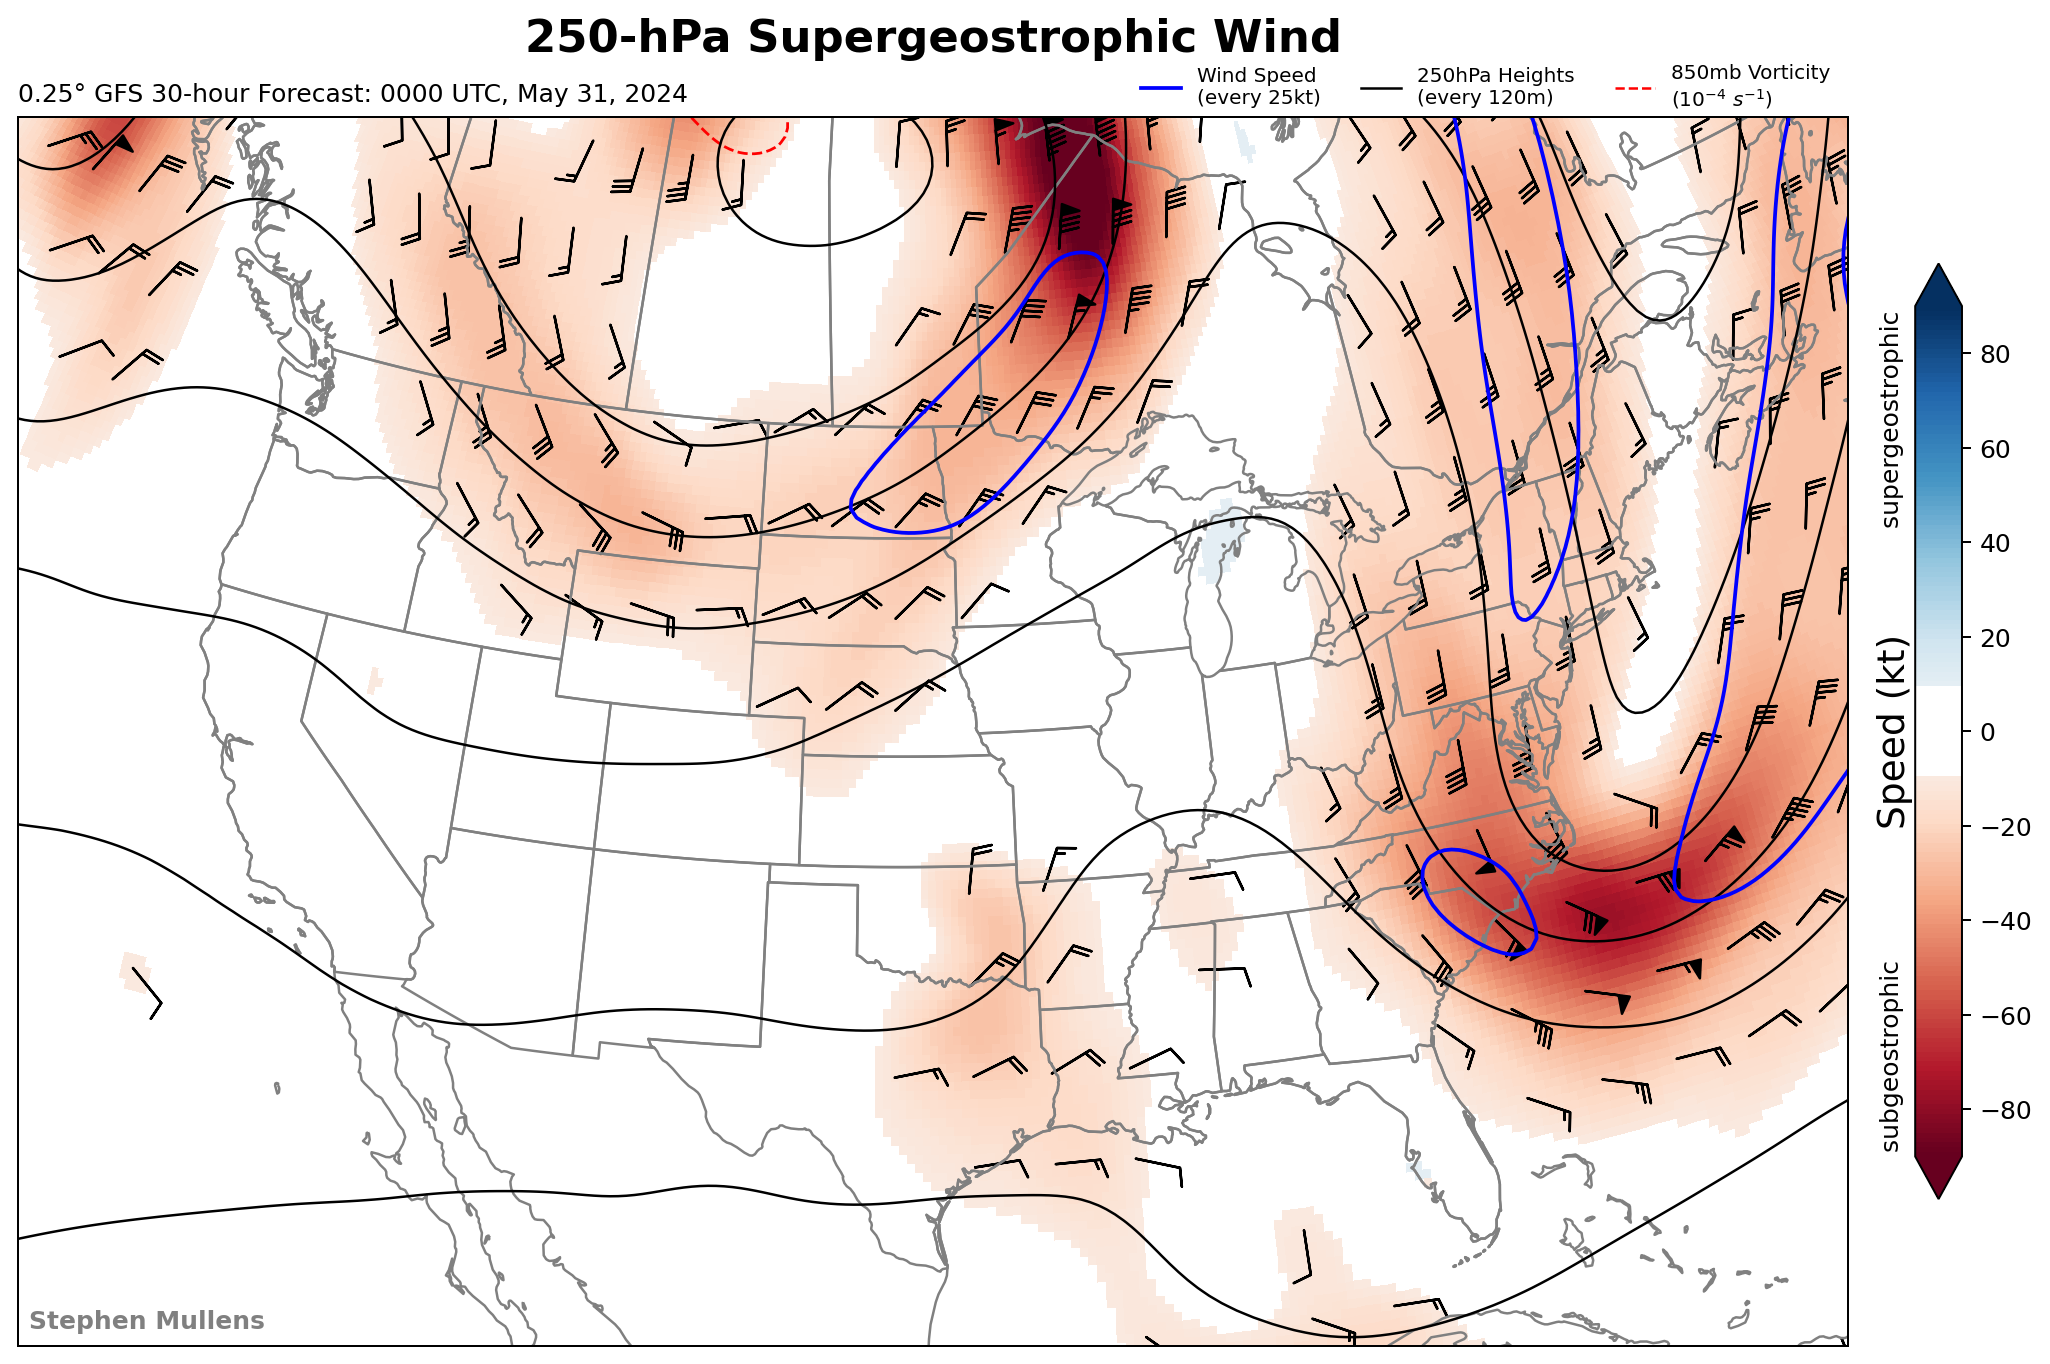 250-hPa Supergeostrophic Wind
0.25° GFS 30-hour Forecast: 0000 UTC, May 31, 2024
Wind Speed
(every 25kt)
250hPa Heights
(every 120m)
850mb Vorticity
(10⁻⁴ s⁻¹)
supergeostrophic
Speed (kt)
subgeostrophic
80
60
40
20
0
−20
−40
−60
−80
Stephen Mullens